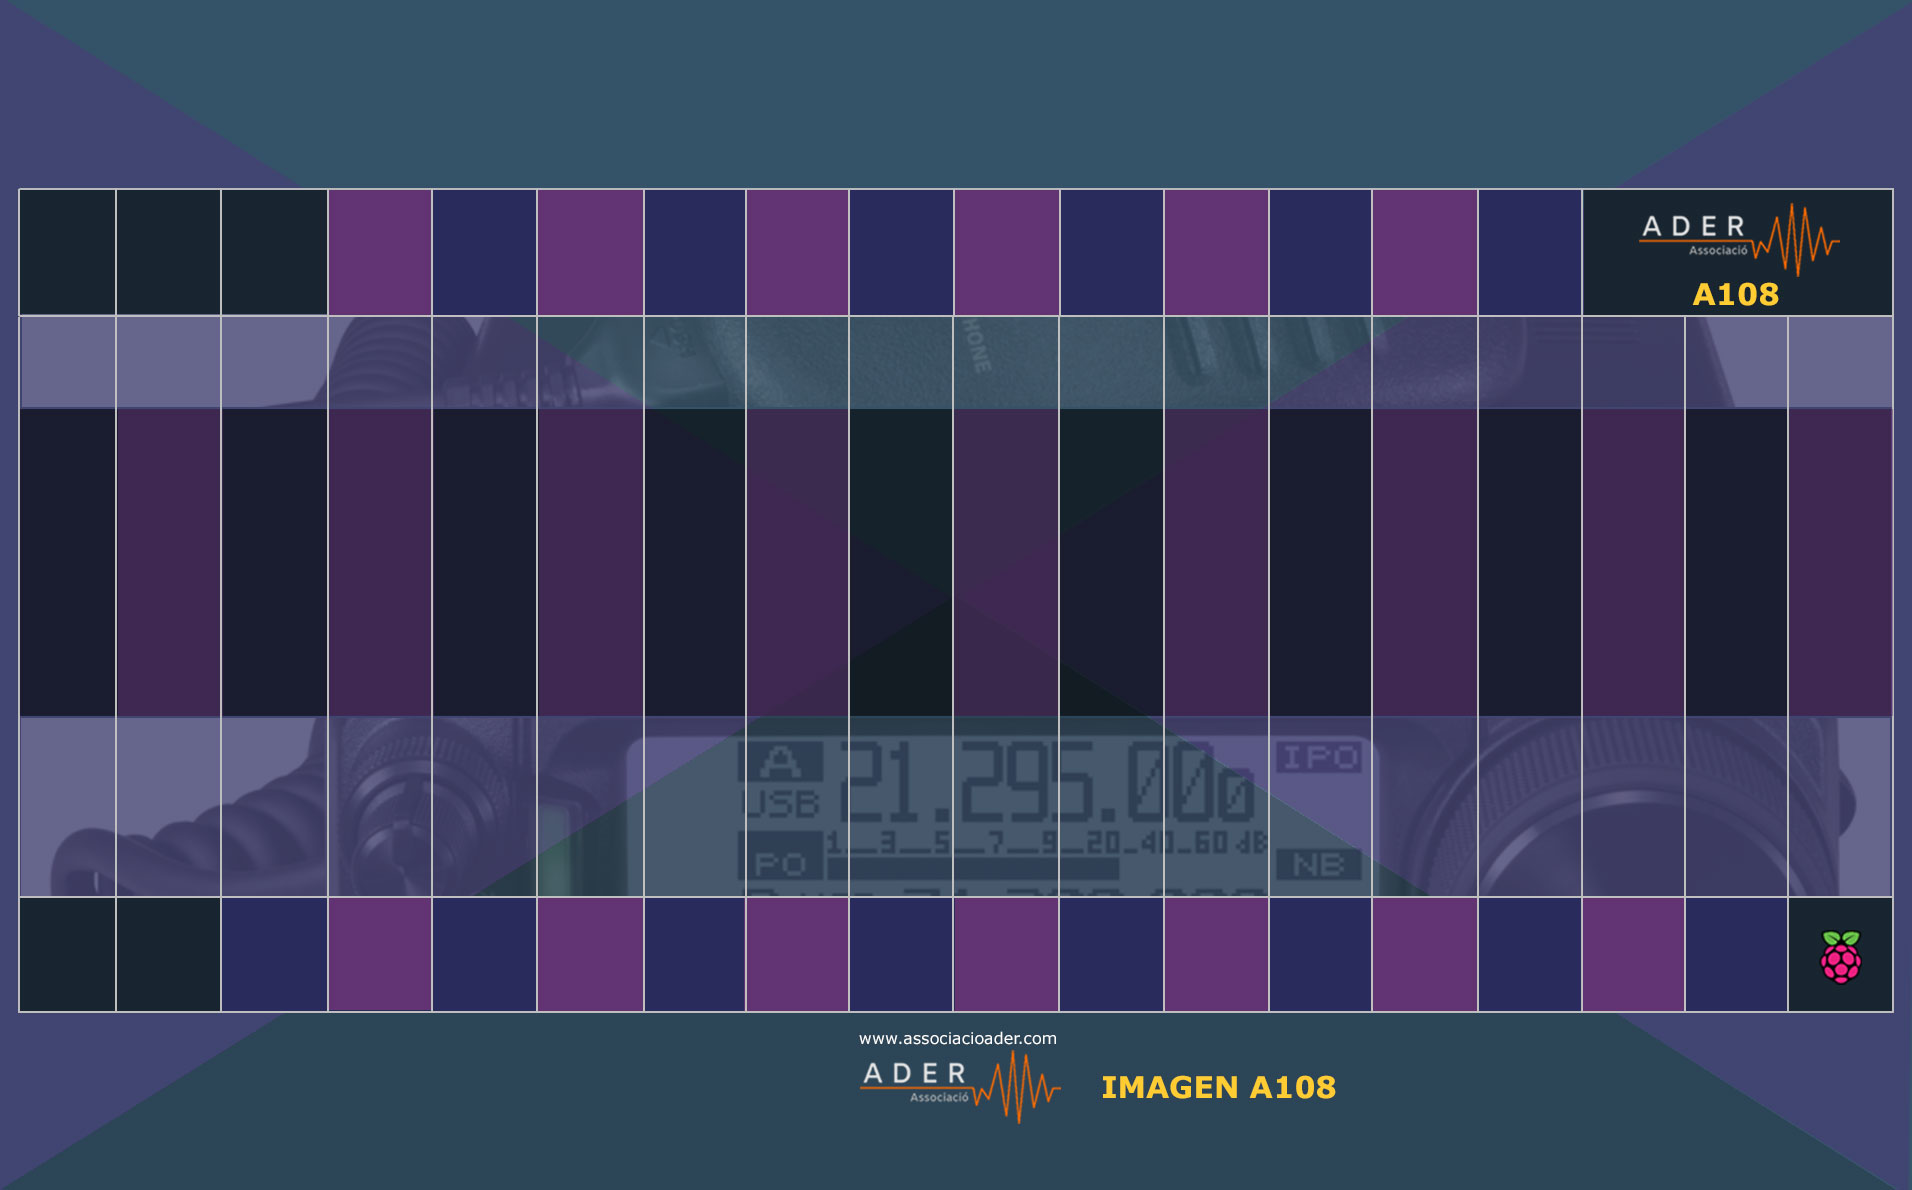 ADER
Associació
A108
HONE
A
21.295.000
IPO
USB
1 3 5 7 9 20 40 60 dB
PO
NB
www.associacioader.com
ADER
Associació
IMAGEN A108